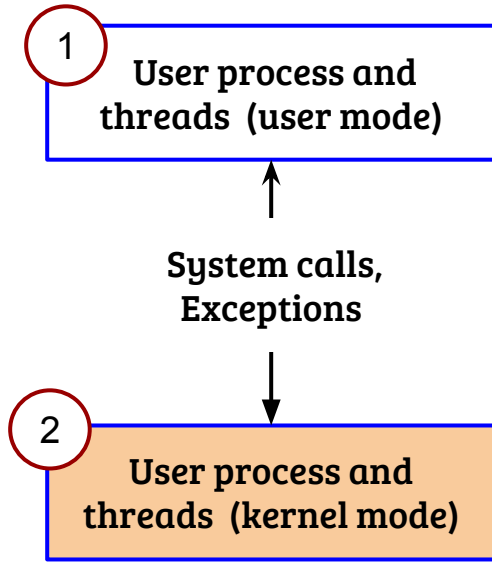 1
User process and
threads (user mode)
System calls,
Exceptions
2
User process and
threads (kernel mode)